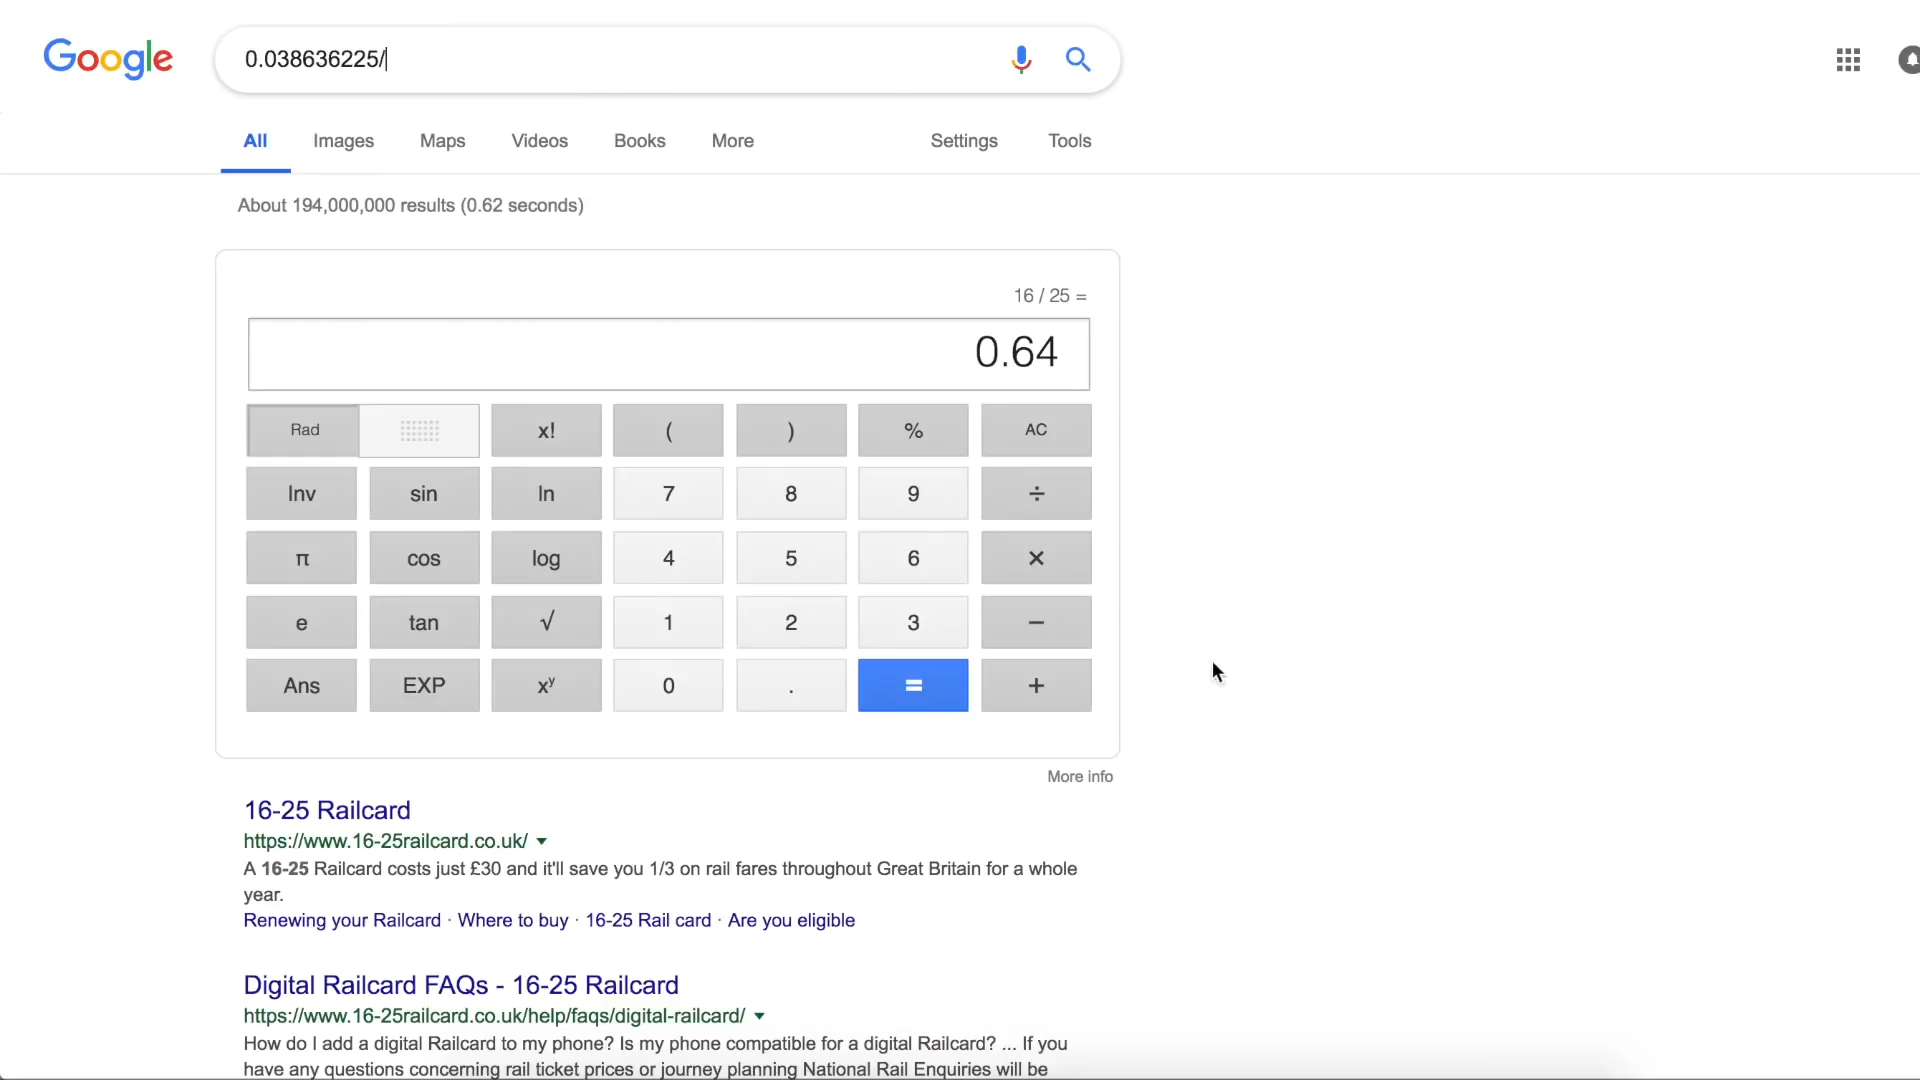 Google
0.038636225/
All Images Maps Videos Books More Settings Tools
About 194,000,000 results (0.62 seconds)
16 / 25 =
0.64
Rad x! ( ) % AC
Inv sin ln 7 8 9 ÷
π cos log 4 5 6 ×
e tan √ 1 2 3 −
Ans EXP xʸ 0 . = +
More info
16-25 Railcard
https://www.16-25railcard.co.uk/
A 16-25 Railcard costs just £30 and it'll save you 1/3 on rail fares throughout Great Britain for a whole
year.
Renewing your Railcard · Where to buy · 16-25 Rail card · Are you eligible
Digital Railcard FAQs - 16-25 Railcard
https://www.16-25railcard.co.uk/help/faqs/digital-railcard/
How do I add a digital Railcard to my phone? Is my phone compatible for a digital Railcard? ... If you
have any questions concerning rail ticket prices or journey planning National Rail Enquiries will be